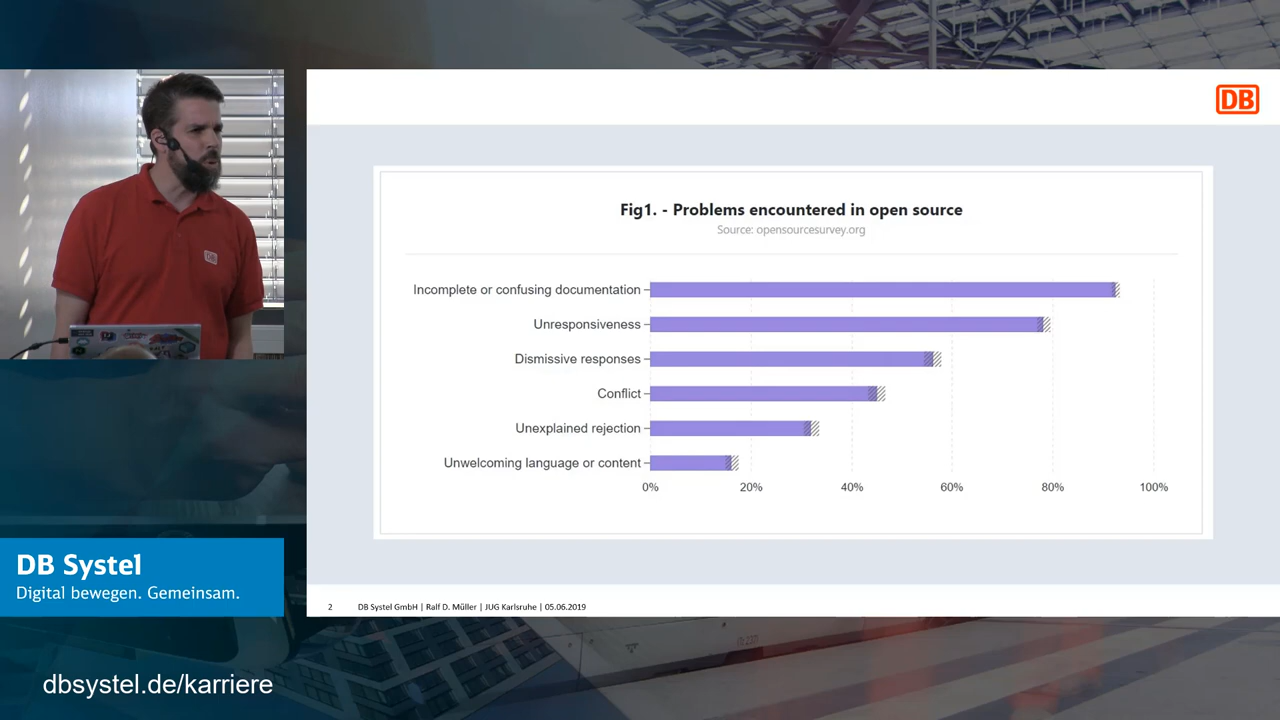 DB
Fig1. - Problems encountered in open source
Source: opensourcesurvey.org
Incomplete or confusing documentation
Unresponsiveness
Dismissive responses
Conflict
Unexplained rejection
Unwelcoming language or content
0% 20% 40% 60% 80% 100%
DB Systel
Digital bewegen. Gemeinsam.
2 DB Systel GmbH | Ralf D. Müller | JUG Karlsruhe | 05.06.2019
dbsystel.de/karriere